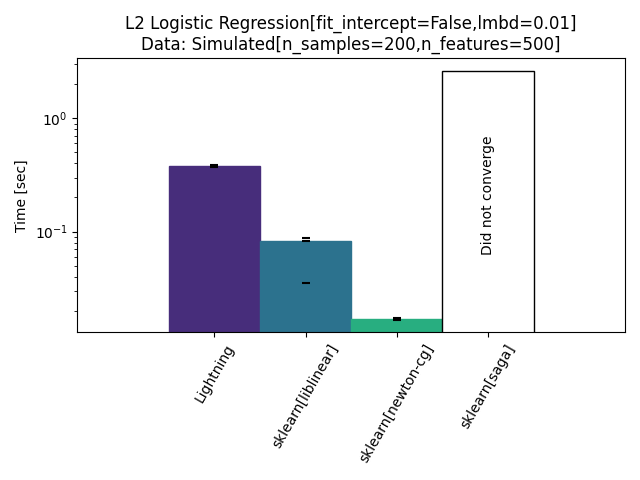 L2 Logistic Regression[fit_intercept=False,lmbd=0.01]
Data: Simulated[n_samples=200,n_features=500]
Time [sec]
10^0
10^-1
Did not converge
Lightning
sklearn[liblinear]
sklearn[newton-cg]
sklearn[saga]